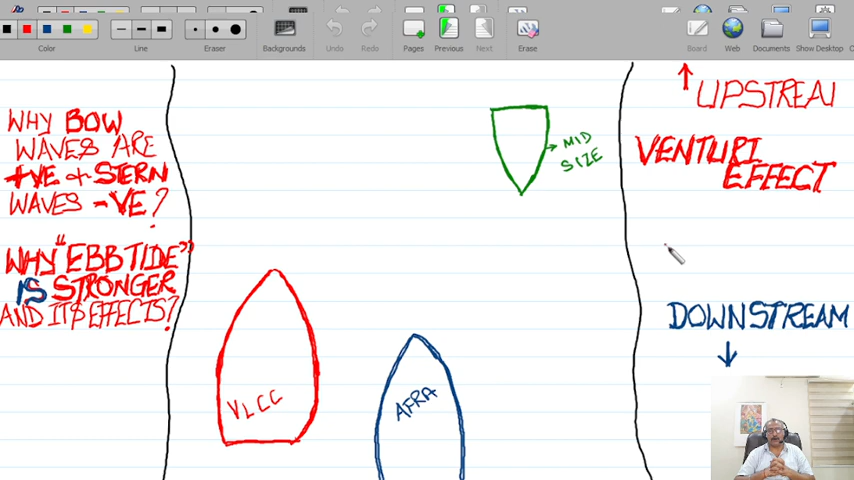 Color
Line
Eraser
Backgrounds
Undo
Redo
Pages
Previous
Next
Erase
Board
Web
Documents
Show Desktop
WHY BOW
WAVES ARE
+VE & STERN
WAVES -VE?
WHY "EBB TIDE"
IS STRONGER
AND ITS EFFECTS?
MID
SIZE
VLCC
AFRA
UPSTREAM
VENTURI
EFFECT
DOWNSTREAM